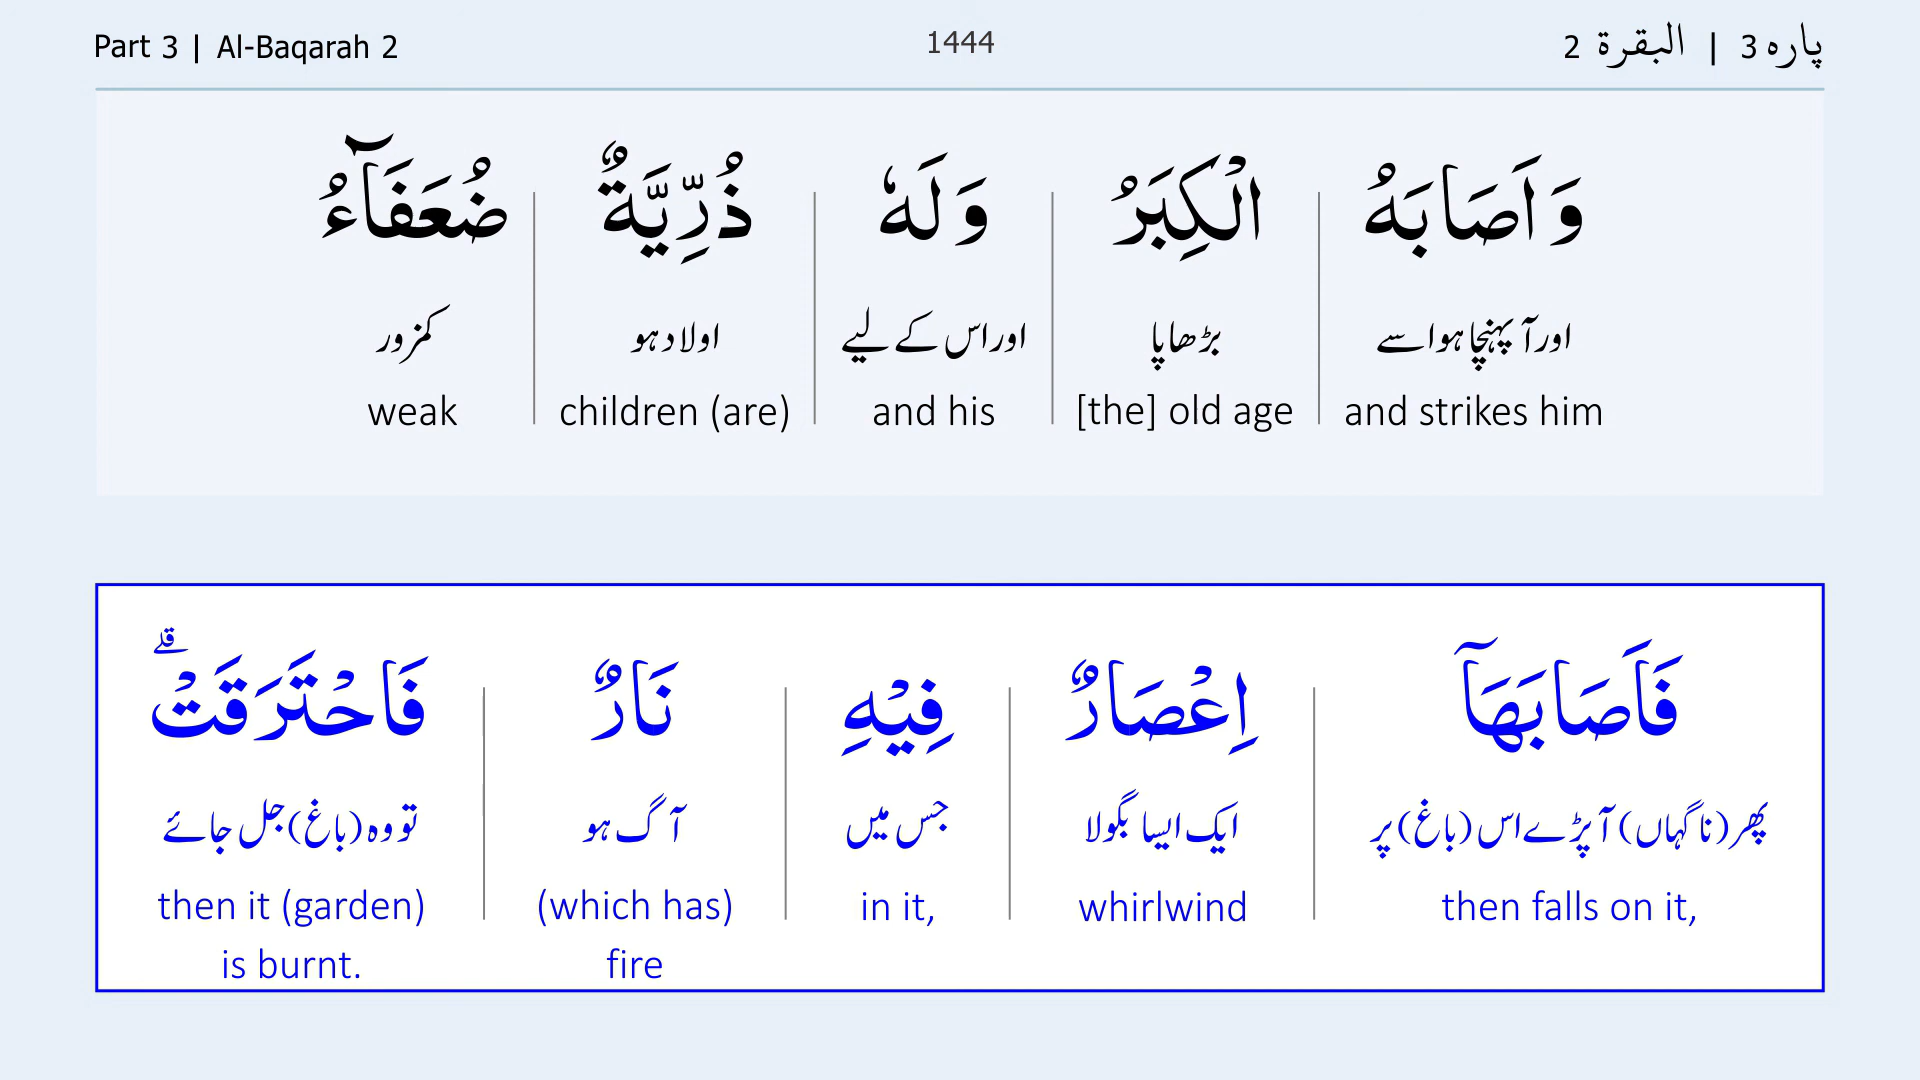 Part 3 | Al-Baqarah 2
1444
پارہ 3 | البقرة 2
وَاَصَابَهُ الْكِبَرُ وَلَهٗ ذُرِّيَّةٌ ضُعَفَآءُ
اور آ پہنچا ہو اسے بڑھاپا اور اس کے لیے اولاد ہو کمزور
weak children (are) and his [the] old age and strikes him
فَاَصَابَهَاۤ اِعْصَارٌ فِيْهِ نَارٌ فَاحْتَرَقَتْ ؕۗ
پھر (ناگہاں) آ پڑے اس (باغ) پر ایک ایسا بگولا جس میں آگ ہو تو وہ (باغ) جل جائے
then it (garden) (which has) in it, whirlwind then falls on it,
is burnt. fire